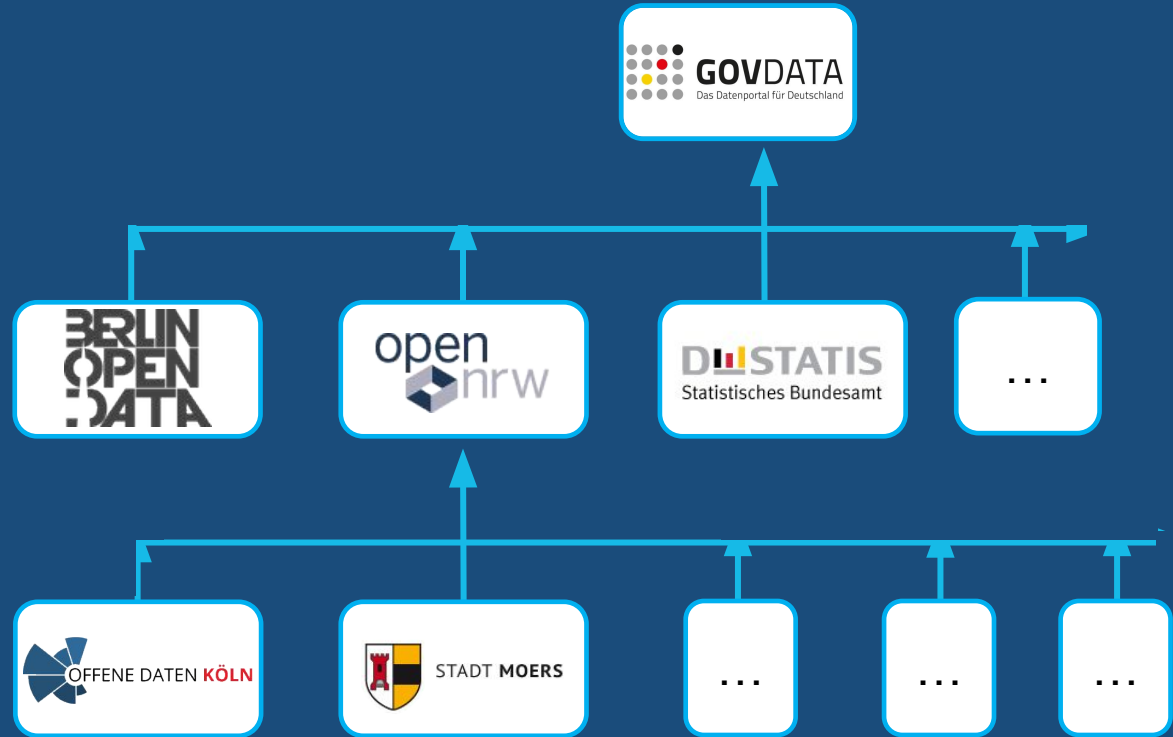 GOVDATA
Das Datenportal für Deutschland
BERLIN
OPEN
DATA
open
nrw
DESTATIS
Statistisches Bundesamt
...
OFFENE DATEN KÖLN
STADT MOERS
...
...
...